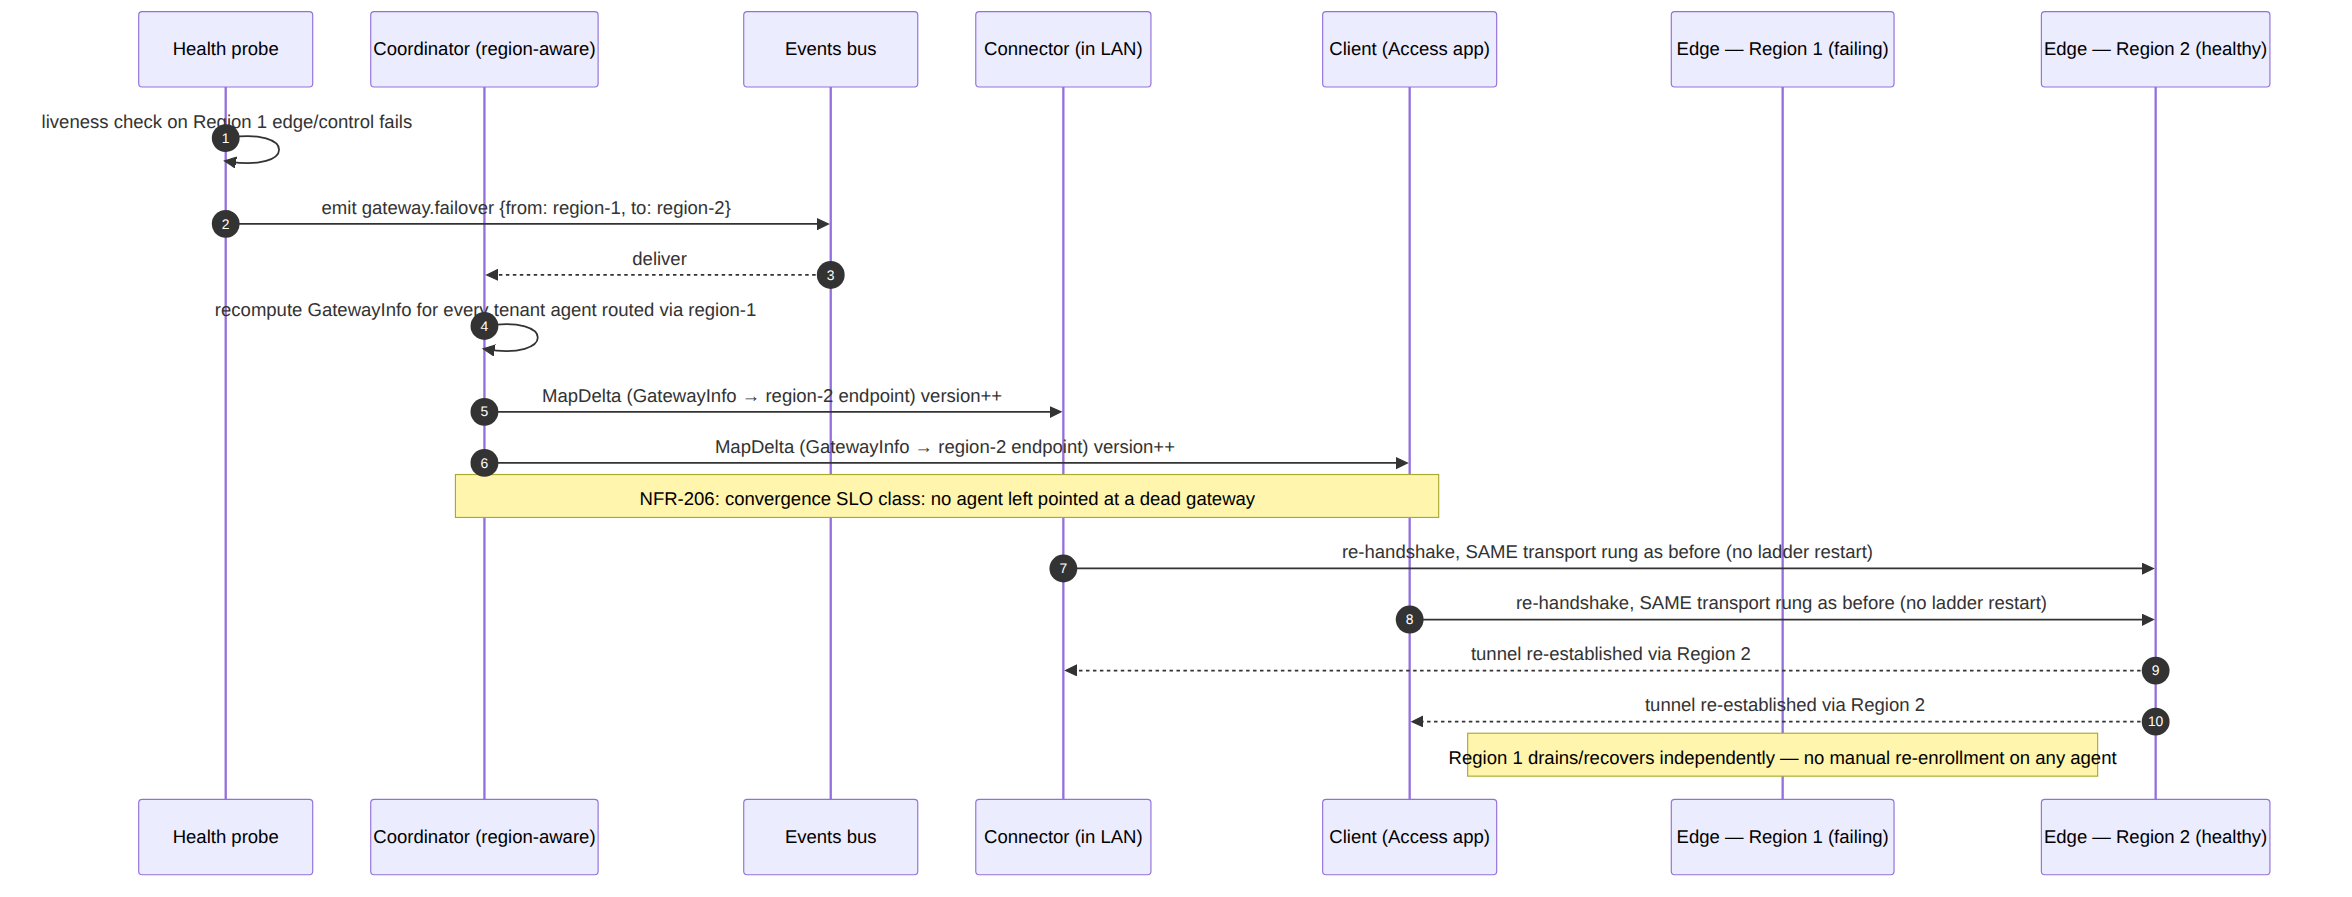 Health probe
Coordinator (region-aware)
Events bus
Connector (in LAN)
Client (Access app)
Edge — Region 1 (failing)
Edge — Region 2 (healthy)
liveness check on Region 1 edge/control fails
1
emit gateway.failover {from: region-1, to: region-2}
2
deliver
3
recompute GatewayInfo for every tenant agent routed via region-1
4
MapDelta (GatewayInfo → region-2 endpoint) version++
5
MapDelta (GatewayInfo → region-2 endpoint) version++
6
NFR-206: convergence SLO class: no agent left pointed at a dead gateway
re-handshake, SAME transport rung as before (no ladder restart)
7
re-handshake, SAME transport rung as before (no ladder restart)
8
tunnel re-established via Region 2
9
tunnel re-established via Region 2
10
Region 1 drains/recovers independently — no manual re-enrollment on any agent
Health probe
Coordinator (region-aware)
Events bus
Connector (in LAN)
Client (Access app)
Edge — Region 1 (failing)
Edge — Region 2 (healthy)